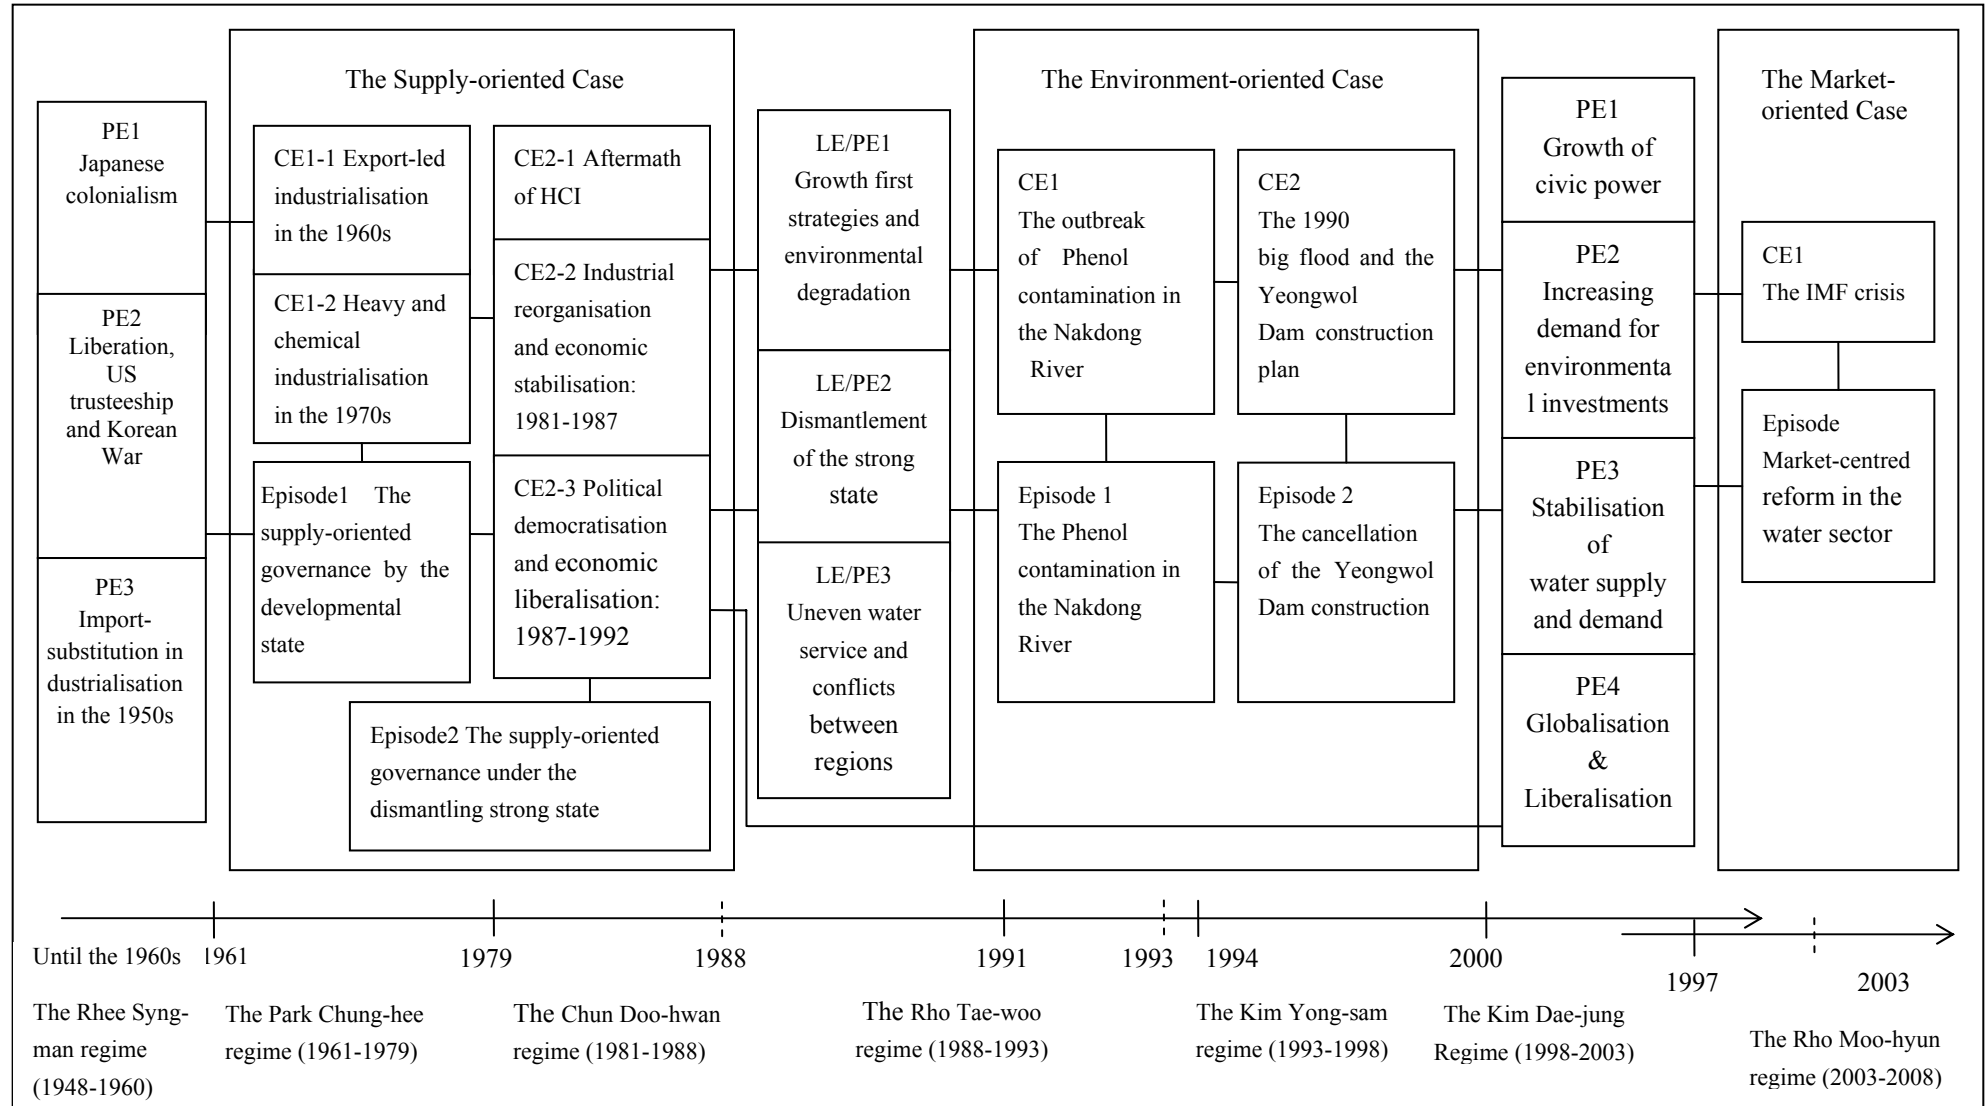 PE1
Japanese
colonialism
PE2
Liberation,
US
trusteeship
and Korean
War
PE3
Import-
substitution in
dustrialisation
in the 1950s
The Supply-oriented Case
CE1-1 Export-led
industrialisation
in the 1960s
CE1-2 Heavy and
chemical
industrialisation
in the 1970s
Episode1 The
supply-oriented
governance by the
developmental
state
CE2-1 Aftermath
of HCI
CE2-2 Industrial
reorganisation
and economic
stabilisation:
1981-1987
CE2-3 Political
democratisation
and economic
liberalisation:
1987-1992
Episode2 The supply-oriented
governance under the
dismantling strong state
LE/PE1
Growth first
strategies and
environmental
degradation
LE/PE2
Dismantlement
of the strong
state
LE/PE3
Uneven water
service and
conflicts
between
regions
The Environment-oriented Case
CE1
The outbreak
of Phenol
contamination in
the Nakdong
River
CE2
The 1990
big flood and the
Yeongwol
Dam construction
plan
Episode 1
The Phenol
contamination in
the Nakdong
River
Episode 2
The cancellation
of the Yeongwol
Dam construction
PE1
Growth of
civic power
PE2
Increasing
demand for
environmenta
l investments
PE3
Stabilisation
of
water supply
and demand
PE4
Globalisation
&
Liberalisation
The Market-
oriented Case
CE1
The IMF crisis
Episode
Market-centred
reform in the
water sector
Until the 1960s 1961 1979 1988 1991 1993 1994 2000
1997 2003
The Rhee Syng-
man regime
(1948-1960)
The Park Chung-hee
regime (1961-1979)
The Chun Doo-hwan
regime (1981-1988)
The Rho Tae-woo
regime (1988-1993)
The Kim Yong-sam
regime (1993-1998)
The Kim Dae-jung
Regime (1998-2003)
The Rho Moo-hyun
regime (2003-2008)